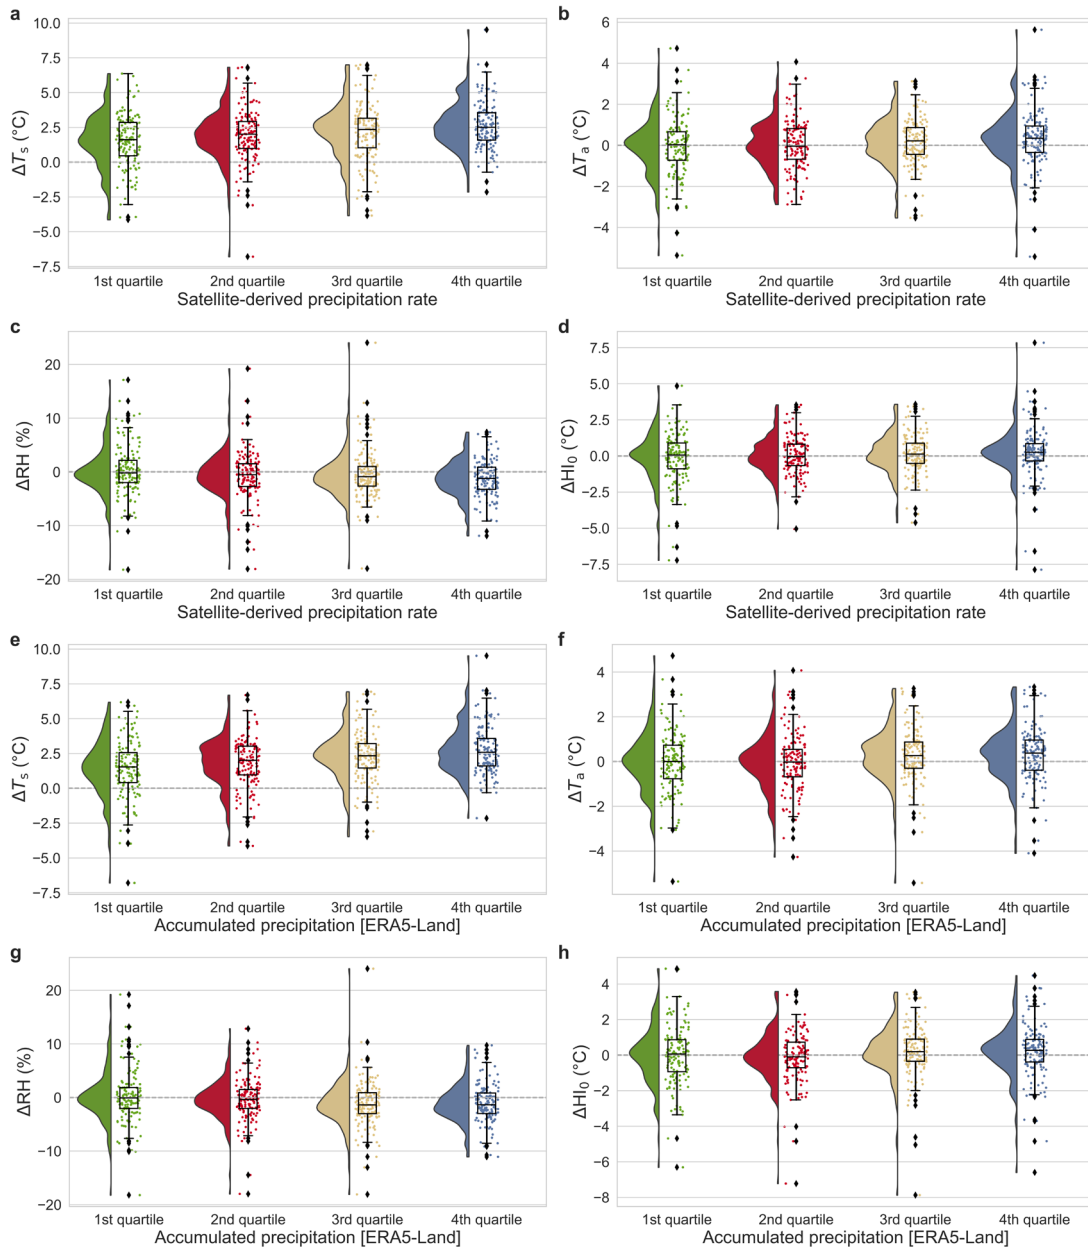 a
10.0
7.5
5.0
2.5
0.0
−2.5
−5.0
−7.5
ΔTs (°C)
1st quartile 2nd quartile 3rd quartile 4th quartile
Satellite-derived precipitation rate
b
6
4
2
0
−2
−4
ΔTa (°C)
1st quartile 2nd quartile 3rd quartile 4th quartile
Satellite-derived precipitation rate
c
20
10
0
−10
−20
ΔRH (%)
1st quartile 2nd quartile 3rd quartile 4th quartile
Satellite-derived precipitation rate
d
7.5
5.0
2.5
0.0
−2.5
−5.0
−7.5
ΔHI0 (°C)
1st quartile 2nd quartile 3rd quartile 4th quartile
Satellite-derived precipitation rate
e
10.0
7.5
5.0
2.5
0.0
−2.5
−5.0
−7.5
ΔTs (°C)
1st quartile 2nd quartile 3rd quartile 4th quartile
Accumulated precipitation [ERA5-Land]
f
4
2
0
−2
−4
ΔTa (°C)
1st quartile 2nd quartile 3rd quartile 4th quartile
Accumulated precipitation [ERA5-Land]
g
20
10
0
−10
−20
ΔRH (%)
1st quartile 2nd quartile 3rd quartile 4th quartile
Accumulated precipitation [ERA5-Land]
h
4
2
0
−2
−4
−6
−8
ΔHI0 (°C)
1st quartile 2nd quartile 3rd quartile 4th quartile
Accumulated precipitation [ERA5-Land]